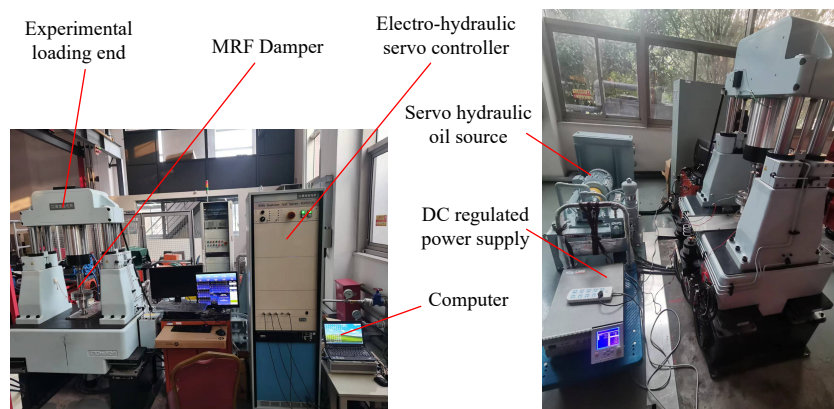 Experimental
loading end
MRF Damper
Electro-hydraulic
servo controller
Servo hydraulic
oil source
DC regulated
power supply
Computer